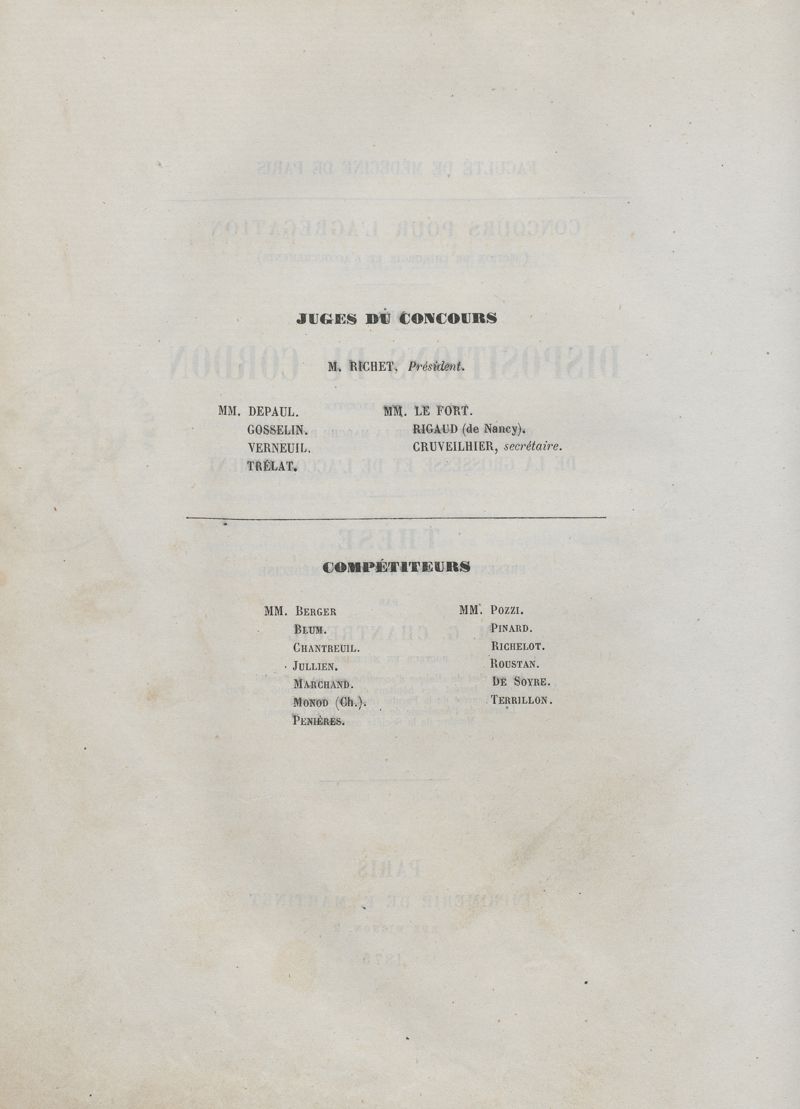 JUGES DU CONCOURS
M. RICHET, Président.
MM. DEPAUL.
GOSSELIN.
VERNEUIL.
TRÉLAT.
MM. LE FORT.
RIGAUD (de Nancy).
CRUVEILHIER, secrétaire.
COMPÉTITEURS
MM. BERGER
BLUM.
CHANTREUIL.
JULLIEN.
MARCHAND.
MONOD (Ch.).
PENIÈRES.
MM. POZZI.
PINARD.
RICHELOT.
ROUSTAN.
DE SOYRE.
TERRILLON.